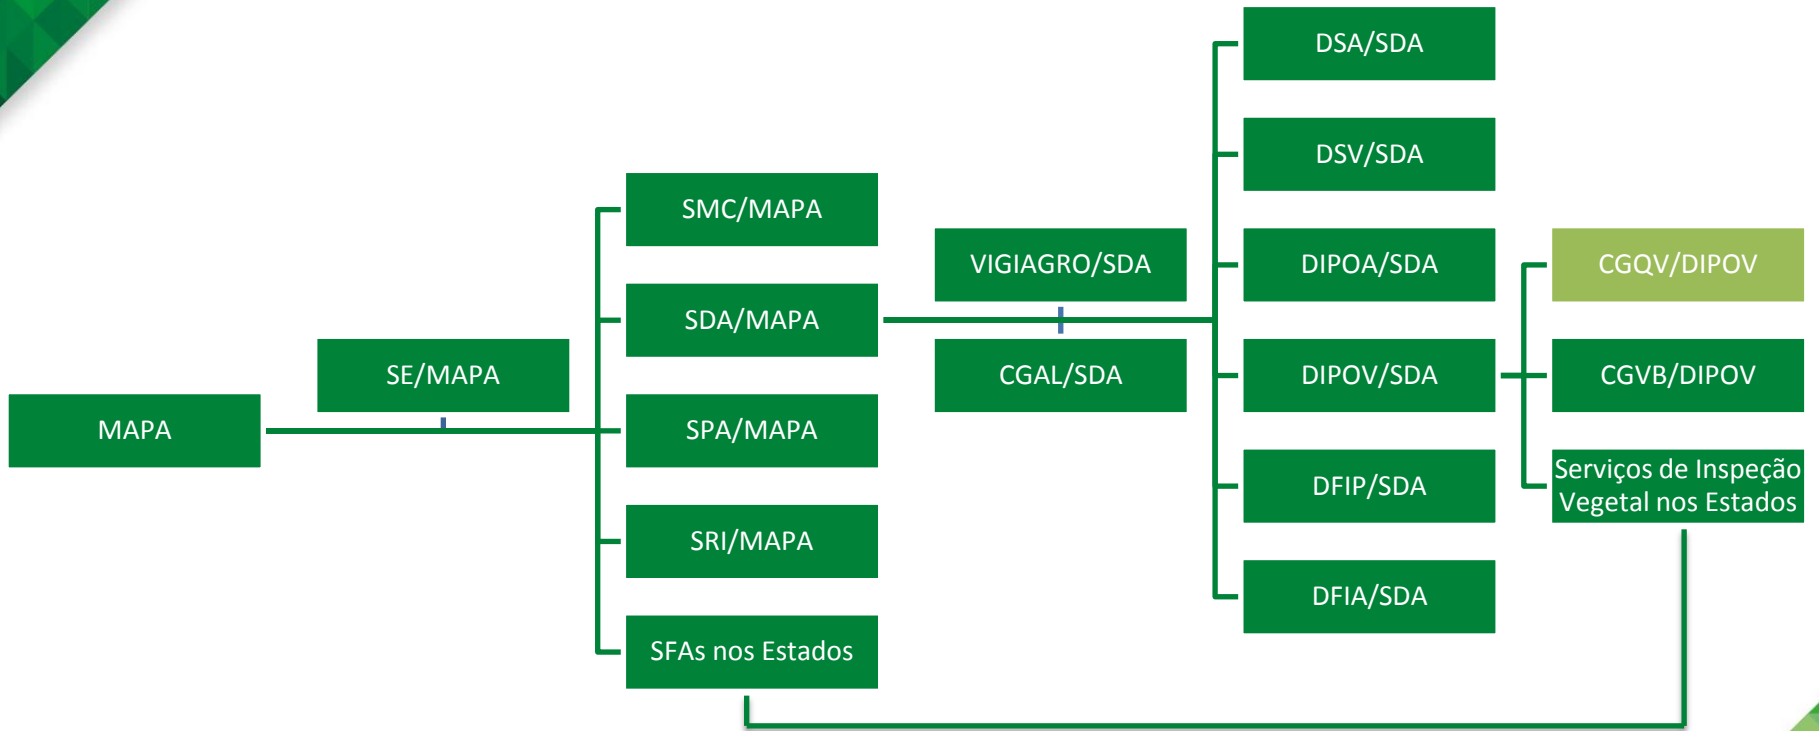 MAPA
SE/MAPA
SMC/MAPA
SDA/MAPA
SPA/MAPA
SRI/MAPA
SFAs nos Estados
VIGIAGRO/SDA
CGAL/SDA
DSA/SDA
DSV/SDA
DIPOA/SDA
DIPOV/SDA
DFIP/SDA
DFIA/SDA
CGQV/DIPOV
CGVB/DIPOV
Serviços de Inspeção
Vegetal nos Estados